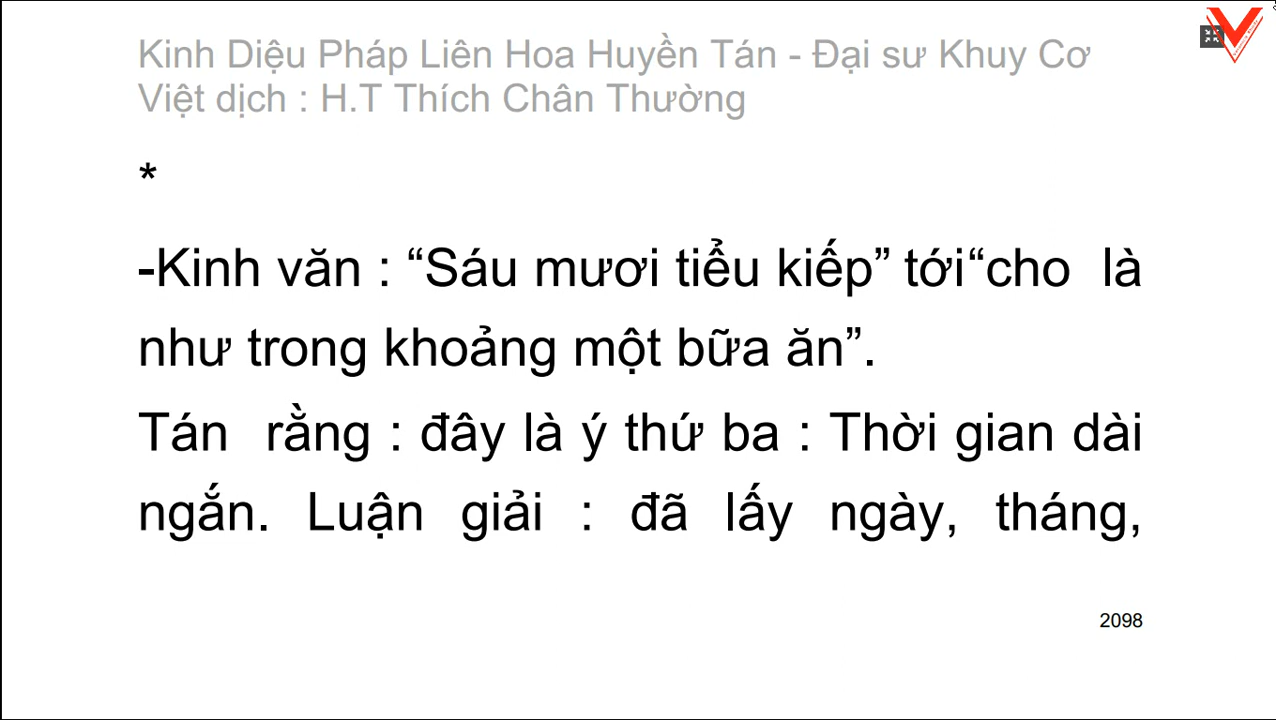 Kinh Diệu Pháp Liên Hoa Huyền Tán - Đại sư Khuy Cơ
Việt dịch : H.T Thích Chân Thường
*
-Kinh văn : “Sáu mươi tiểu kiếp” tới“cho là
như trong khoảng một bữa ăn”.
Tán rằng : đây là ý thứ ba : Thời gian dài
ngắn. Luận giải : đã lấy ngày, tháng,
2098